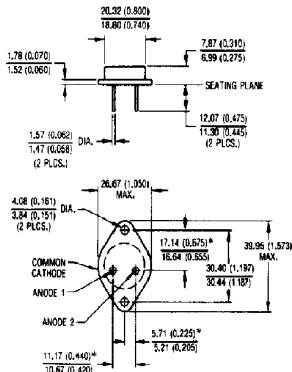 20.32 (0.800)
18.80 (0.740)
1.78 (0.070)
1.52 (0.060)
7.87 (0.310)
6.99 (0.275)
SEATING PLANE
12.07 (0.475)
11.30 (0.445)
(2 PLCS.)
1.57 (0.062)
1.47 (0.058)
DIA.
(2 PLCS.)
26.67 (1.050)
MAX.
4.08 (0.161)
3.84 (0.151)
DIA.
(2 PLCS.)
17.14 (0.675)*
16.64 (0.655)
39.95 (1.573)
MAX.
COMMON
CATHODE
30.40 (1.197)
30.44 (1.187)
ANODE 1
ANODE 2
5.71 (0.225)*
5.21 (0.205)
11.17 (0.440)*
10.67 (0.420)